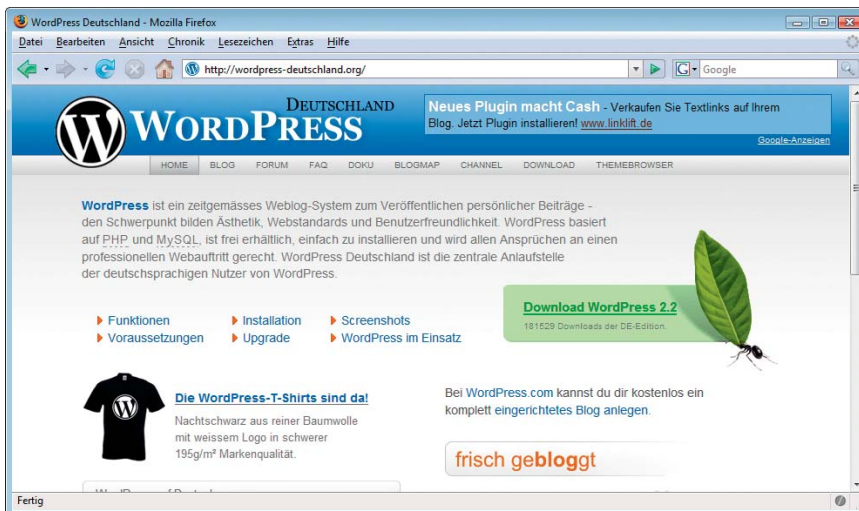 WordPress Deutschland - Mozilla Firefox
Datei Bearbeiten Ansicht Chronik Lesezeichen Extras Hilfe
http://wordpress-deutschland.org/
Google
DEUTSCHLAND
WORDPRESS
Neues Plugin macht Cash - Verkaufen Sie Textlinks auf Ihrem
Blog. Jetzt Plugin installieren! www.linklift.de
Google-Anzeigen
HOME BLOG FORUM FAQ DOKU BLOGMAP CHANNEL DOWNLOAD THEMEBROWSER
WordPress ist ein zeitgemässes Weblog-System zum Veröffentlichen persönlicher Beiträge -
den Schwerpunkt bilden Ästhetik, Webstandards und Benutzerfreundlichkeit. WordPress basiert
auf PHP und MySQL, ist frei erhältlich, einfach zu installieren und wird allen Ansprüchen an einen
professionellen Webauftritt gerecht. WordPress Deutschland ist die zentrale Anlaufstelle
der deutschsprachigen Nutzer von WordPress.
Download WordPress 2.2
181529 Downloads der DE-Edition.
Funktionen Installation Screenshots
Voraussetzungen Upgrade WordPress im Einsatz
Die WordPress-T-Shirts sind da!
Nachtschwarz aus reiner Baumwolle
mit weissem Logo in schwerer
195g/m² Markenqualität.
Bei WordPress.com kannst du dir kostenlos ein
komplett eingerichtetes Blog anlegen.
frisch gebloggt
Fertig